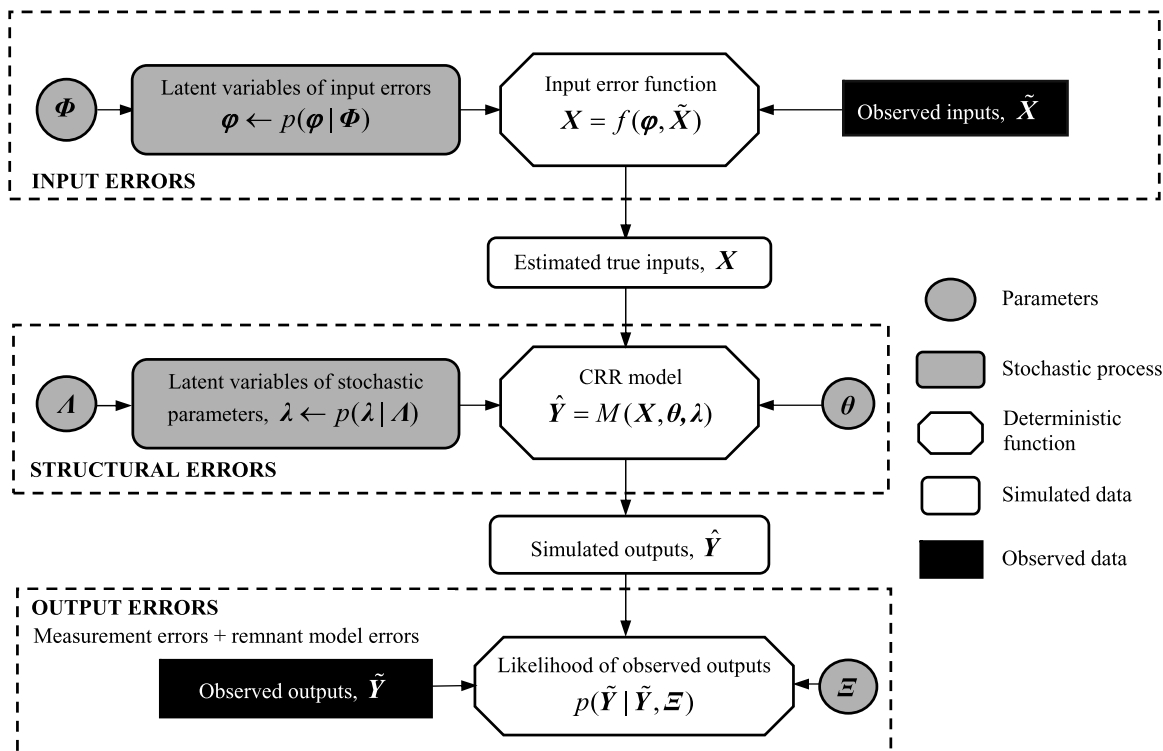 Φ
Latent variables of input errors
φ ← p(φ | Φ)
Input error function
X = f(φ, X̃)
Observed inputs, X̃
INPUT ERRORS
Estimated true inputs, X
Λ
Latent variables of stochastic
parameters, λ ← p(λ | Λ)
CRR model
Ŷ = M(X, θ, λ)
θ
STRUCTURAL ERRORS
Simulated outputs, Ŷ
OUTPUT ERRORS
Measurement errors + remnant model errors
Observed outputs, Ỹ
Likelihood of observed outputs
p(Ỹ | Ỹ, Ξ)
Ξ
Parameters
Stochastic process
Deterministic
function
Simulated data
Observed data